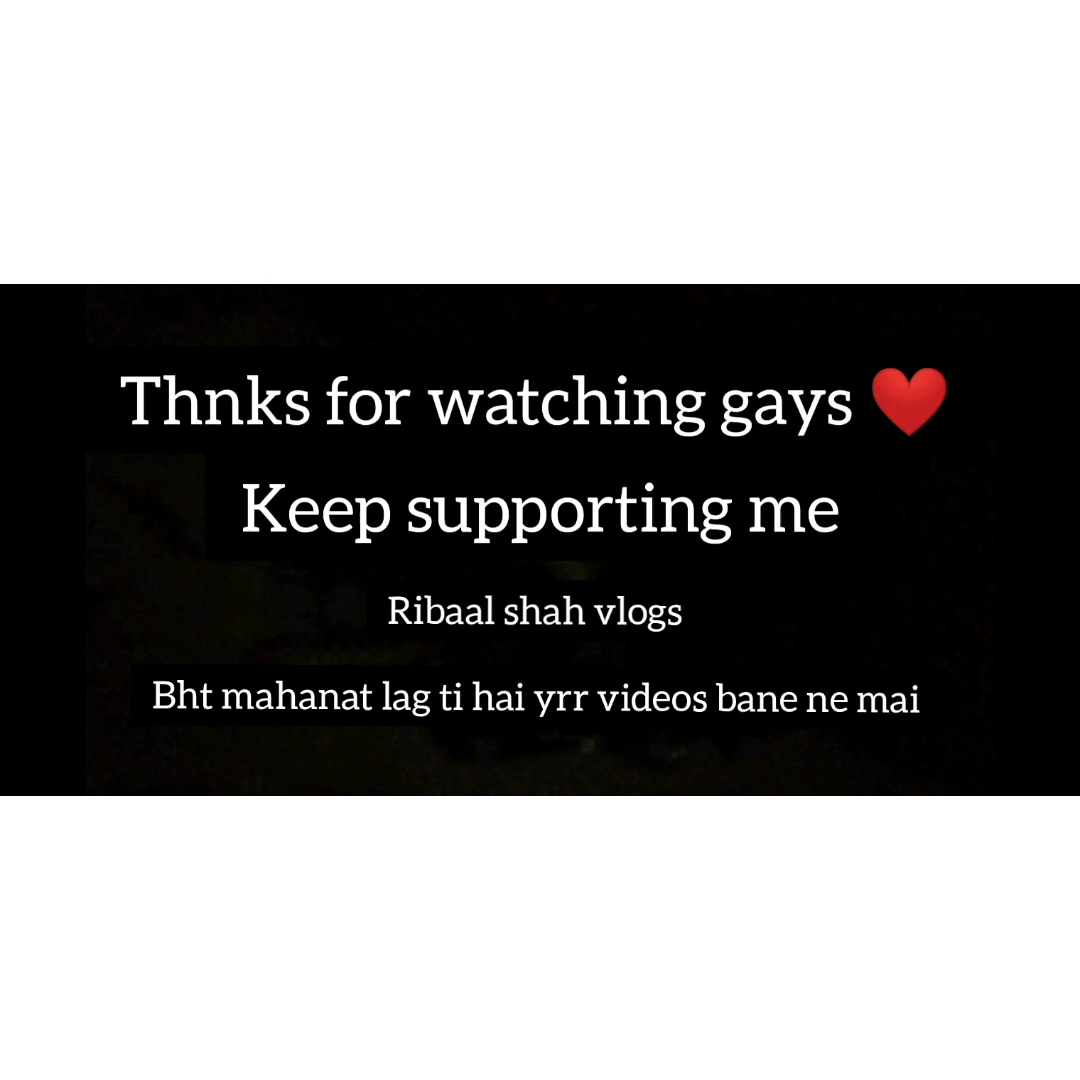 Thnks for watching gays ❤️
Keep supporting me
Ribaal shah vlogs
Bht mahanat lag ti hai yrr videos bane ne mai